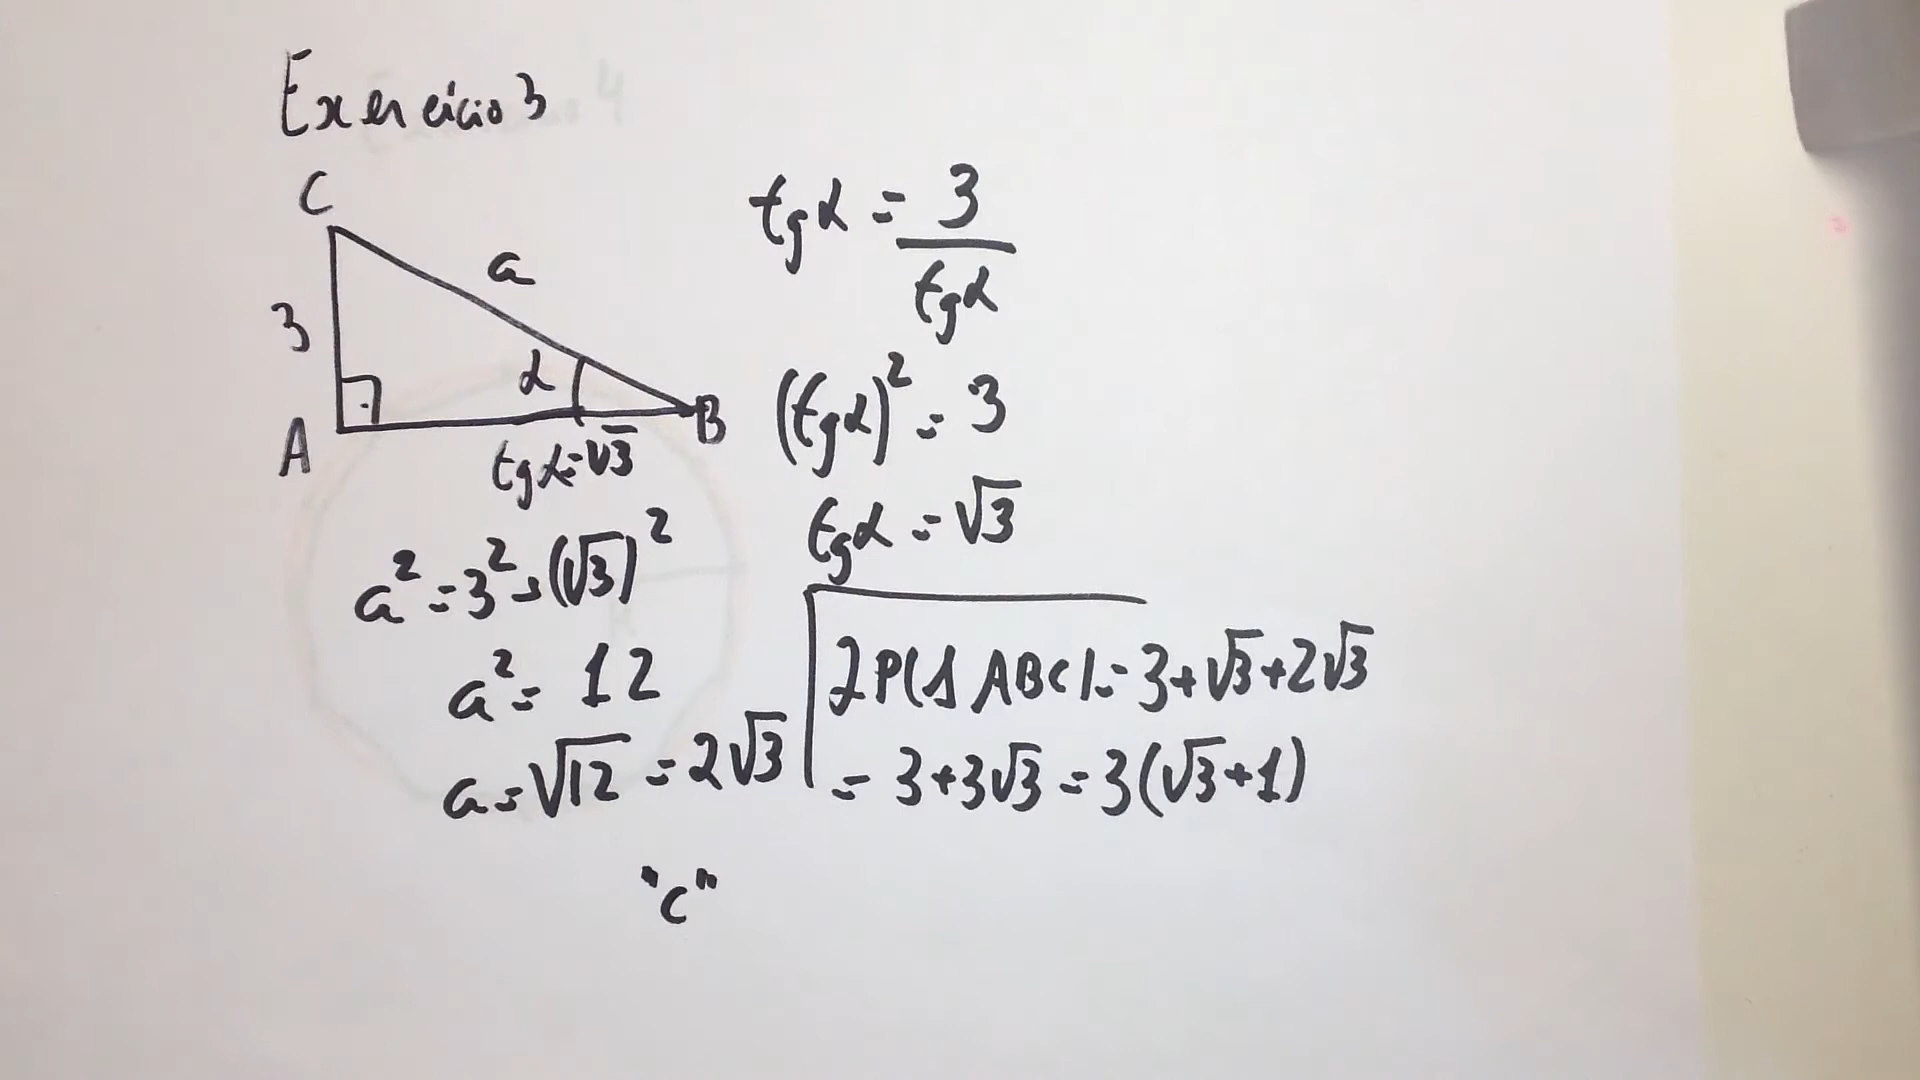 Exercício 3
C
a
3
α
A
B
tgα=√3
a² = 3² + (√3)²
a² = 12
a = √12 = 2√3
tgα = 3/tgα
(tgα)² = 3
tgα = √3
2P(Δ ABC) = 3+√3+2√3
= 3+3√3 = 3(√3+1)
"c"